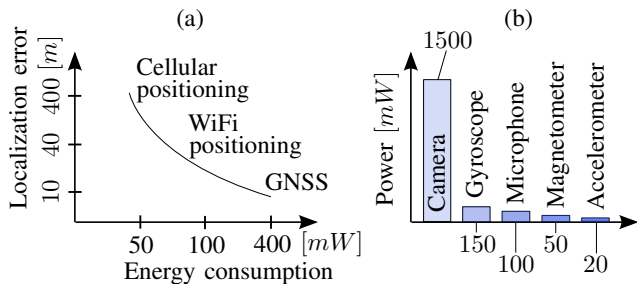 (a)
Localization error [m]
400
40
10
Cellular
positioning
WiFi
positioning
GNSS
50 100 400 [mW]
Energy consumption
(b)
Power [mW]
1500
Camera
Gyroscope
Microphone
Magnetometer
Accelerometer
150
100
50
20